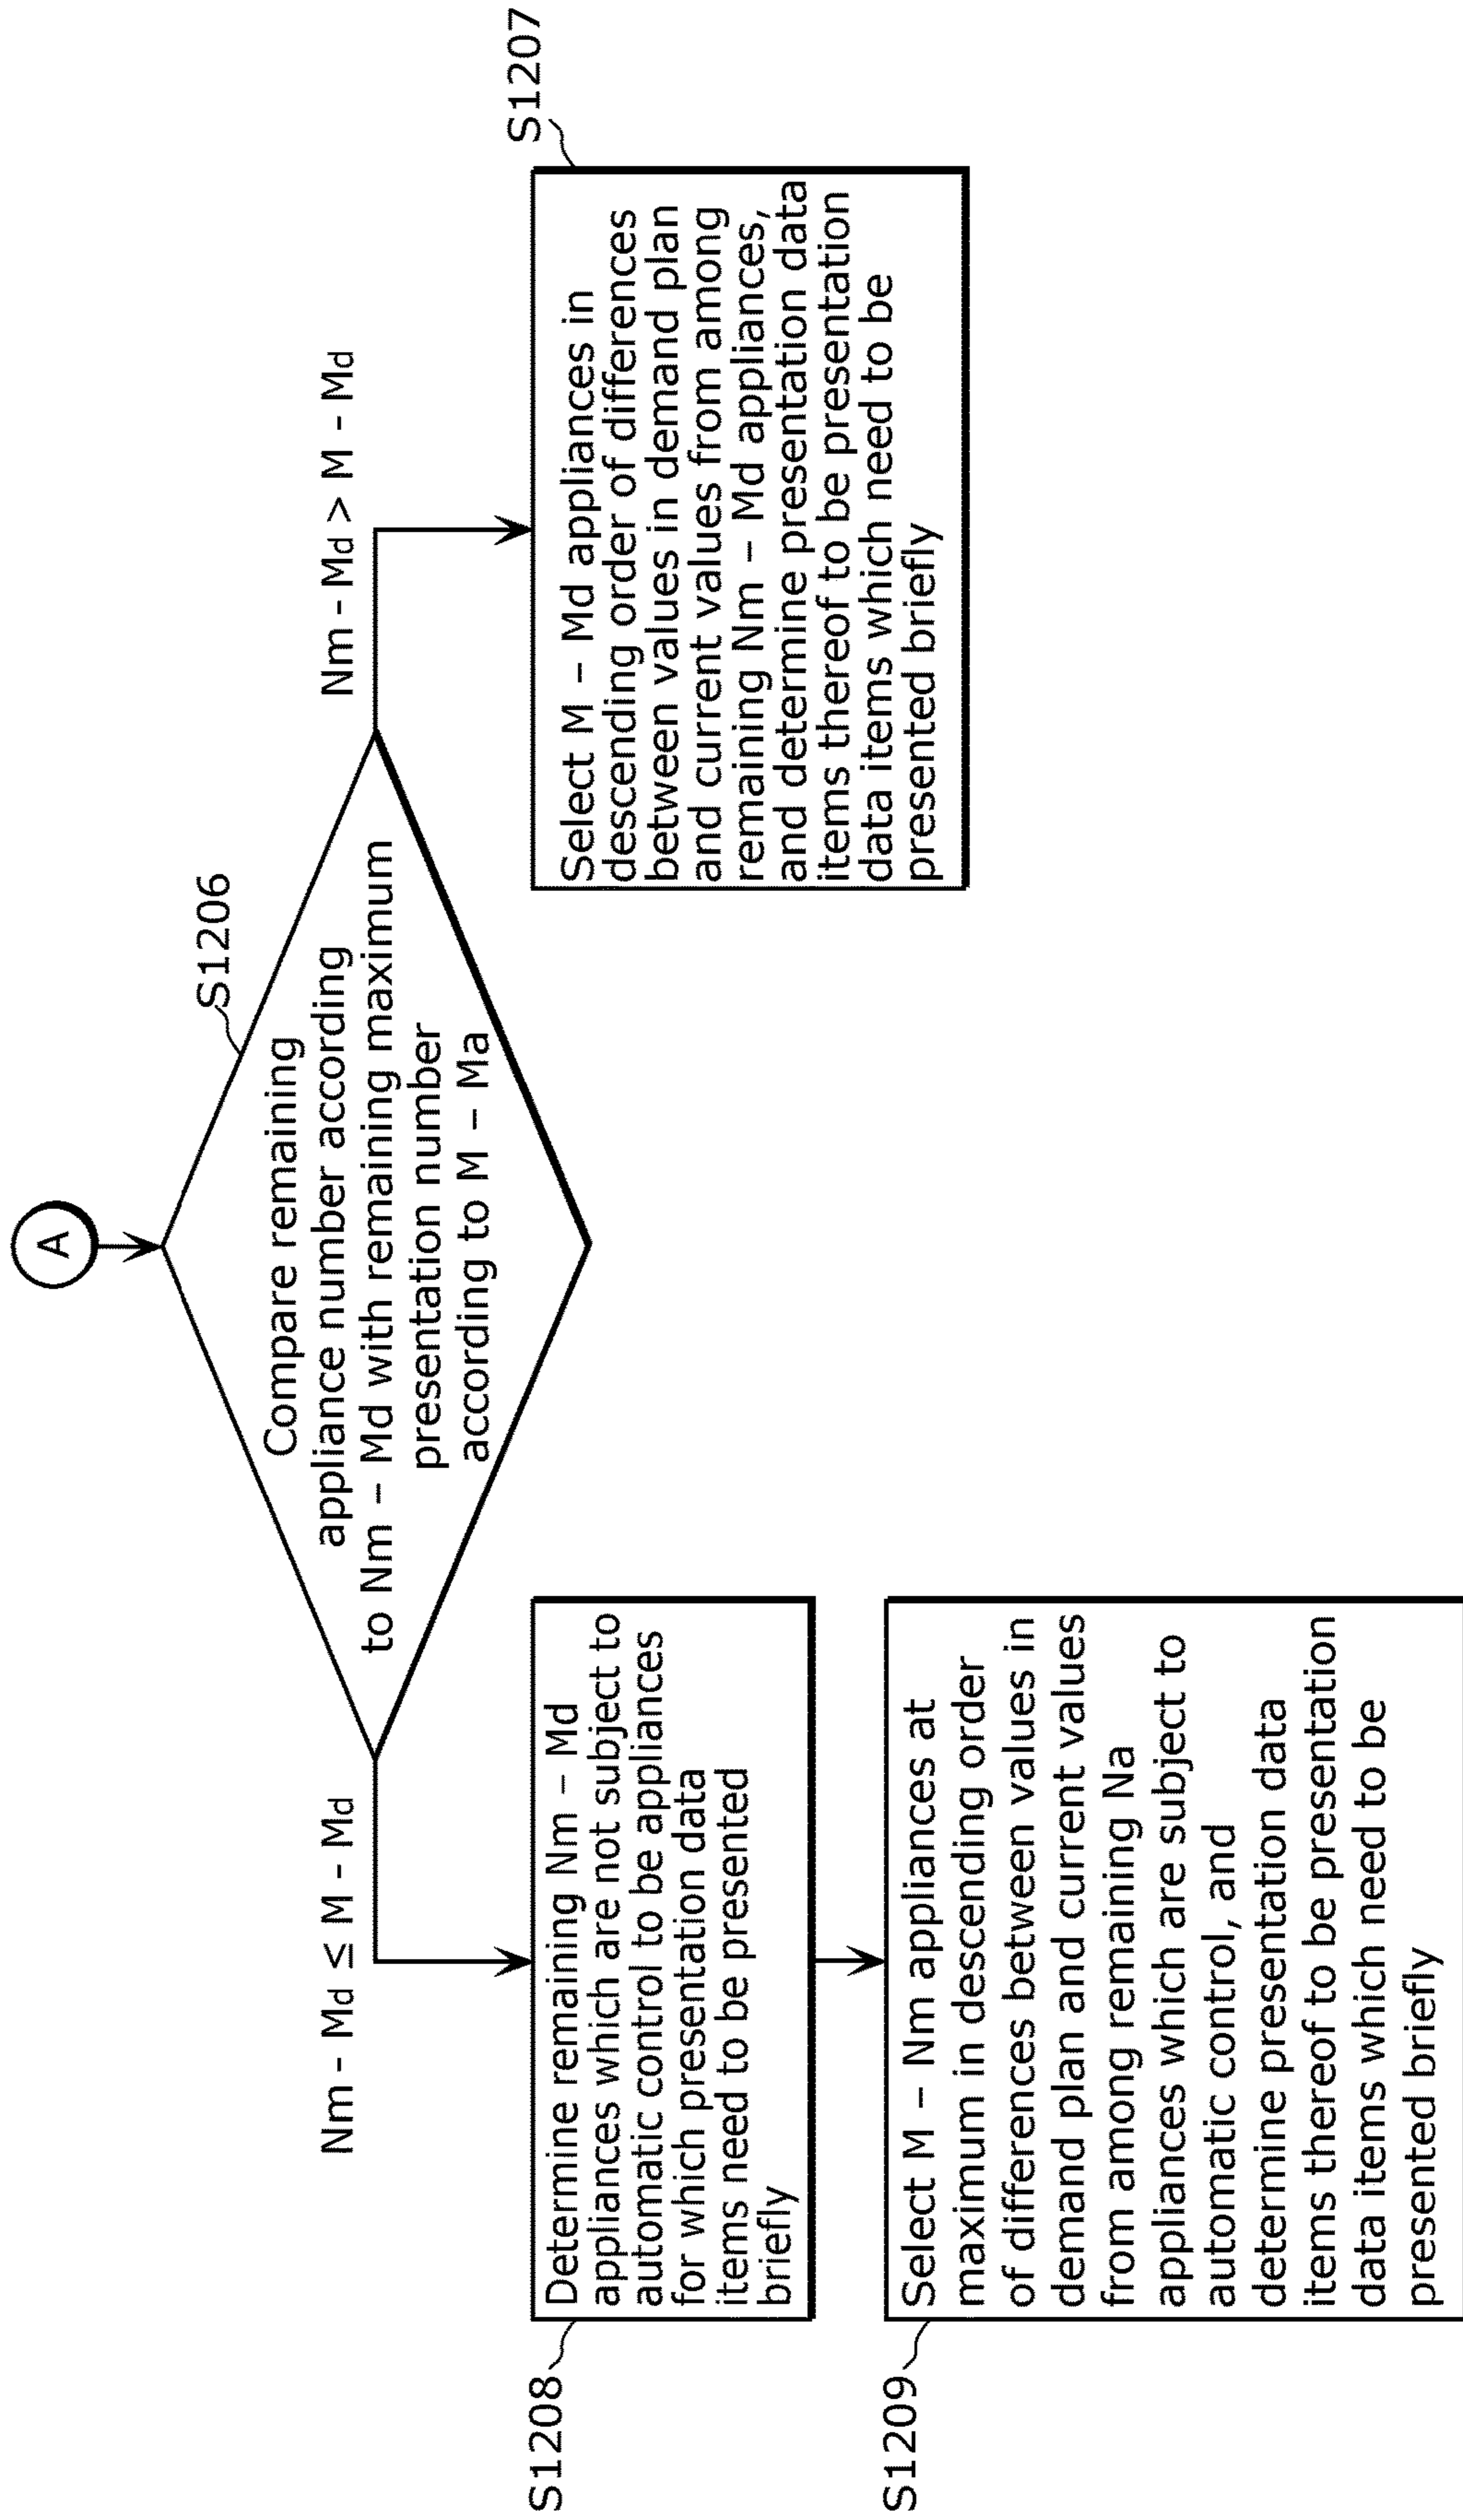 A
S1206
Compare remaining
appliance number according
to Nm - Md with remaining maximum
presentation number
according to M - Ma
Nm - Md ≤ M - Md
Nm - Md > M - Md
S1208
Determine remaining Nm - Md
appliances which are not subject to
automatic control to be appliances
for which presentation data
items need to be presented
briefly
S1207
Select M - Md appliances in
descending order of differences
between values in demand plan
and current values from among
remaining Nm - Md appliances,
and determine presentation data
items thereof to be presentation
data items which need to be
presented briefly
S1209
Select M - Nm appliances at
maximum in descending order
of differences between values in
demand plan and current values
from among remaining Na
appliances which are subject to
automatic control, and
determine presentation data
items thereof to be presentation
data items which need to be
presented briefly